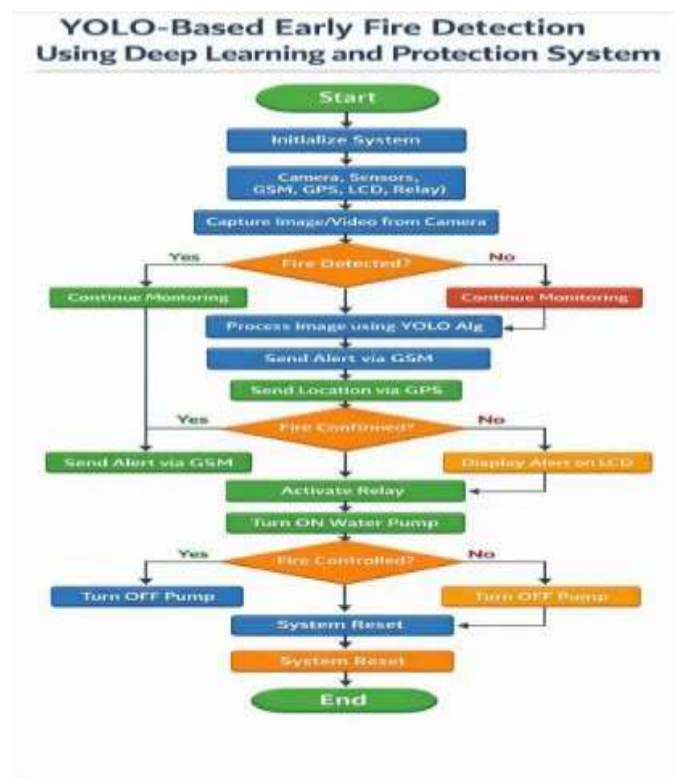 YOLO-Based Early Fire Detection
Using Deep Learning and Protection System
Start
Initialize System
Camera, Sensors,
GSM, GPS, LCD, Relay)
Capture Image/Video from Camera
Yes
Fire Detected?
No
Continue Montoring
Continue Monitoring
Process Image using YOLO Alg
Send Alert via GSM
Send Location via GPS
Yes
Fire Confirmed?
No
Send Alert via GSM
Display Alert on LCD
Activate Relay
Turn ON Water Pump
Yes
Fire Controlled?
No
Turn OFF Pump
Turn OFF Pump
System Reset
System Reset
End